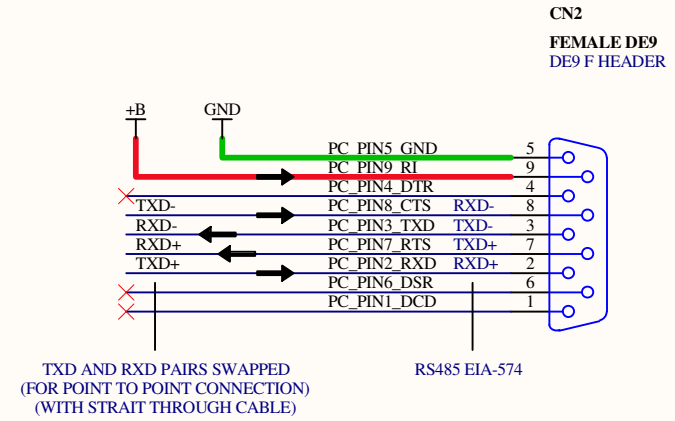 CN2
FEMALE DE9
DE9 F HEADER
+B GND
PC_PIN5_GND 5
PC_PIN9_RI 9
PC_PIN4_DTR 4
TXD- PC_PIN8_CTS RXD- 8
RXD- PC_PIN3_TXD TXD- 3
RXD+ PC_PIN7_RTS TXD+ 7
TXD+ PC_PIN2_RXD RXD+ 2
PC_PIN6_DSR 6
PC_PIN1_DCD 1
TXD AND RXD PAIRS SWAPPED RS485 EIA-574
(FOR POINT TO POINT CONNECTION)
(WITH STRAIT THROUGH CABLE)